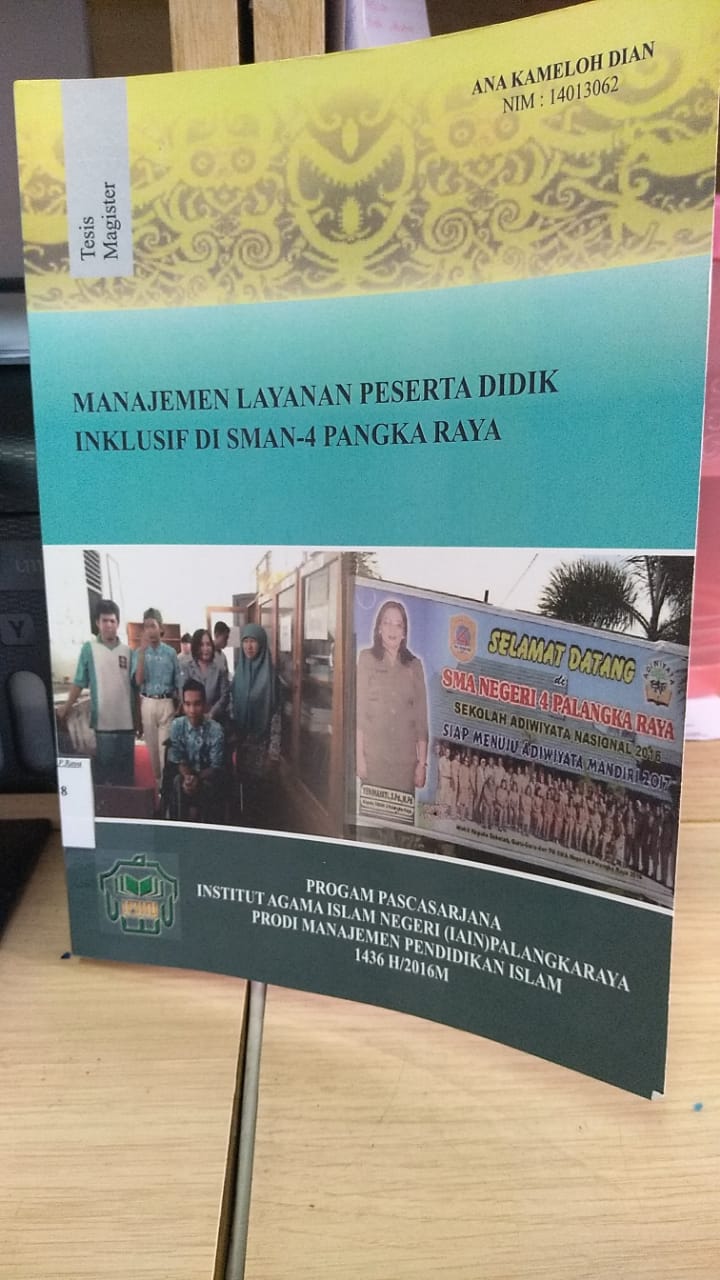 ANA KAMELOH DIAN
NIM : 14013062
Tesis
Magister
MANAJEMEN LAYANAN PESERTA DIDIK
INKLUSIF DI SMAN-4 PANGKA RAYA
SELAMAT DATANG
di
SMA NEGERI 4 PALANGKA RAYA
SEKOLAH ADIWIYATA NASIONAL 2016
SIAP MENUJU ADIWIYATA MANDIRI 2017
8
PROGAM PASCASARJANA
INSTITUT AGAMA ISLAM NEGERI (IAIN)PALANGKARAYA
PRODI MANAJEMEN PENDIDIKAN ISLAM
1436 H/2016M
Y